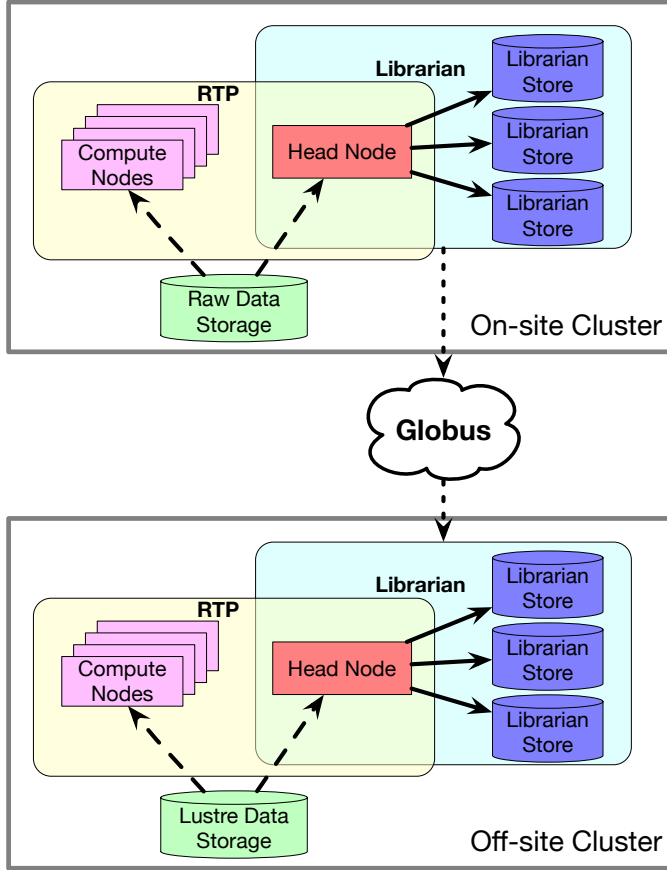 Librarian
RTP
Compute
Nodes
Head Node
Librarian
Store
Librarian
Store
Librarian
Store
Raw Data
Storage
On-site Cluster
Globus
Librarian
RTP
Compute
Nodes
Head Node
Librarian
Store
Librarian
Store
Librarian
Store
Lustre Data
Storage
Off-site Cluster